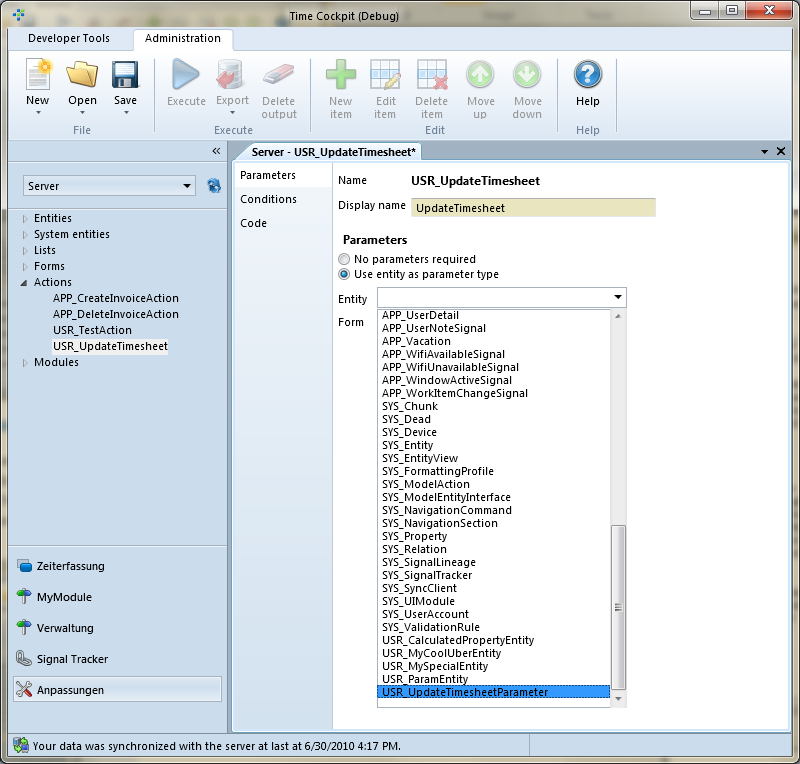 Time Cockpit (Debug)
Developer Tools
Administration
New
Open
Save
Execute
Export
Delete output
New item
Edit item
Delete item
Move up
Move down
Help
File
Execute
Edit
Help
«
Server - USR_UpdateTimesheet*
Server
Entities
System entities
Lists
Forms
Actions
APP_CreateInvoiceAction
APP_DeleteInvoiceAction
USR_TestAction
USR_UpdateTimesheet
Modules
Zeiterfassung
MyModule
Verwaltung
Signal Tracker
Anpassungen
Parameters
Conditions
Code
Name USR_UpdateTimesheet
Display name UpdateTimesheet
Parameters
No parameters required
Use entity as parameter type
Entity
Form
APP_UserDetail
APP_UserNoteSignal
APP_Vacation
APP_WifiAvailableSignal
APP_WifiUnavailableSignal
APP_WindowActiveSignal
APP_WorkItemChangeSignal
SYS_Chunk
SYS_Dead
SYS_Device
SYS_Entity
SYS_EntityView
SYS_FormattingProfile
SYS_ModelAction
SYS_ModelEntityInterface
SYS_NavigationCommand
SYS_NavigationSection
SYS_Property
SYS_Relation
SYS_SignalLineage
SYS_SignalTracker
SYS_SyncClient
SYS_UIModule
SYS_UserAccount
SYS_ValidationRule
USR_CalculatedPropertyEntity
USR_MyCoolUberEntity
USR_MySpecialEntity
USR_ParamEntity
USR_UpdateTimesheetParameter
Your data was synchronized with the server at last at 6/30/2010 4:17 PM.